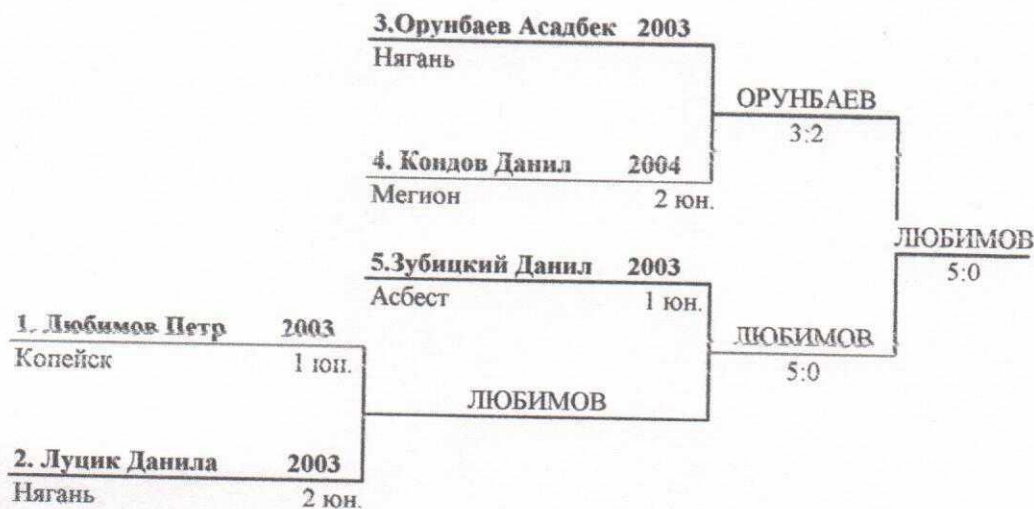 3.Орунбаев Асадбек 2003
Нягань
ОРУНБАЕВ
3:2
4. Кондов Данил 2004
Мегион 2 юн.
ЛЮБИМОВ
5:0
5.Зубицкий Данил 2003
Асбест 1 юн.
1. Любимов Петр 2003
Копейск 1 юн.
ЛЮБИМОВ
5:0
ЛЮБИМОВ
2. Луцик Данила 2003
Нягань 2 юн.